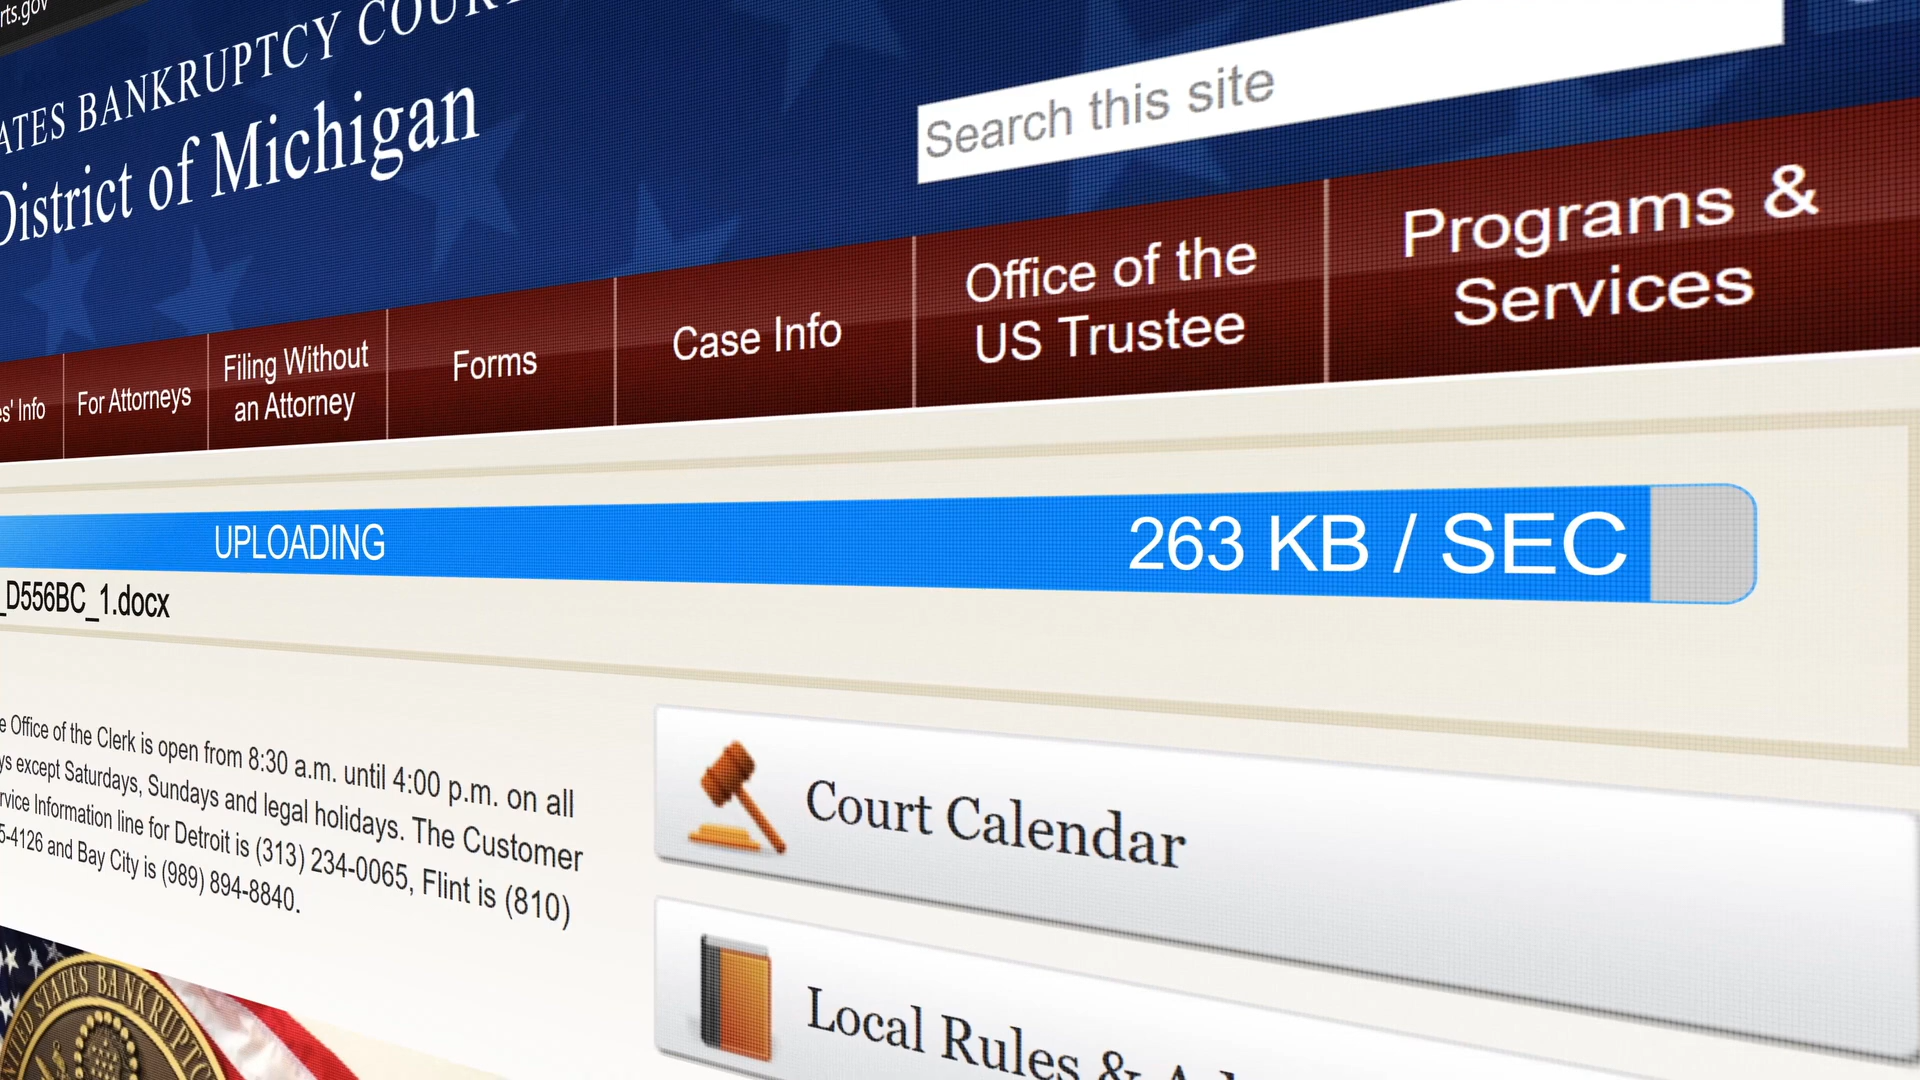 rts.gov
ATES BANKRUPTCY COURT
District of Michigan
Search this site
es' Info
For Attorneys
Filing Without
an Attorney
Forms
Case Info
Office of the
US Trustee
Programs &
Services
UPLOADING
263 KB / SEC
_D556BC_1.docx
e Office of the Clerk is open from 8:30 a.m. until 4:00 p.m. on all
ys except Saturdays, Sundays and legal holidays. The Customer
rvice Information line for Detroit is (313) 234-0065, Flint is (810)
5-4126 and Bay City is (989) 894-8840.
Court Calendar
Local Rules &
UNITED STATES BANKRUPTC